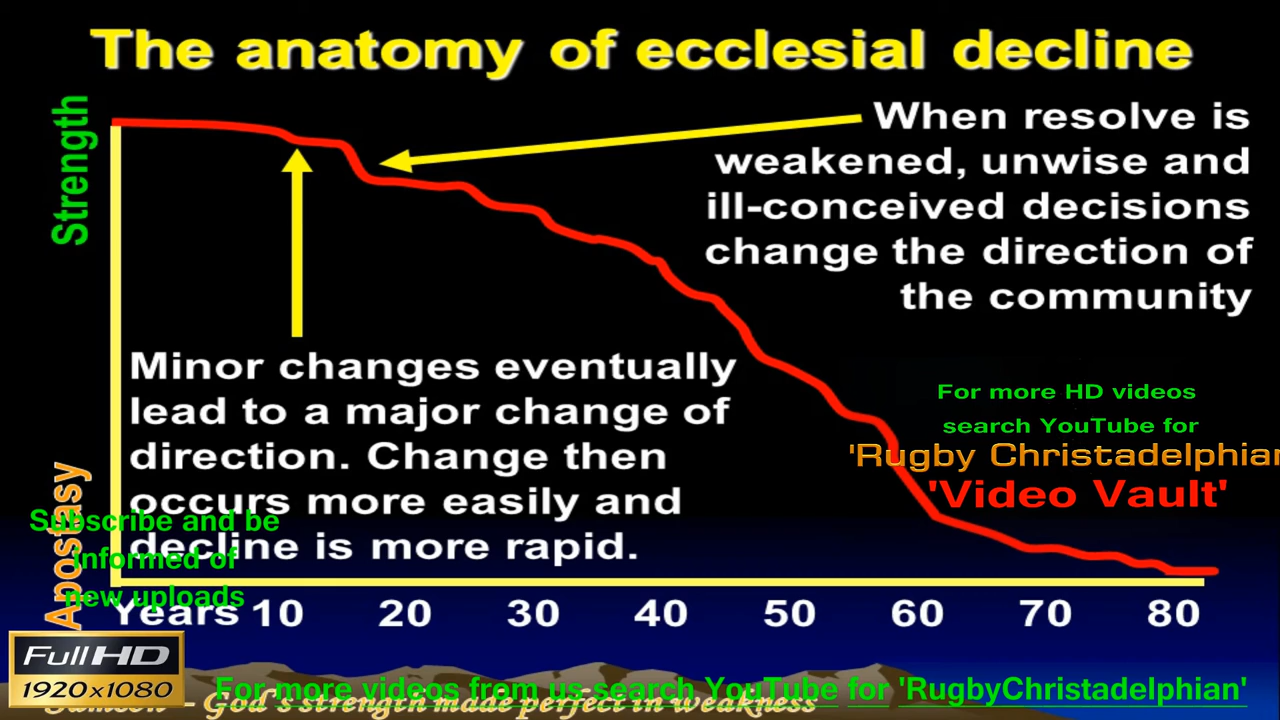 The anatomy of ecclesial decline
Strength
When resolve is
weakened, unwise and
ill-conceived decisions
change the direction of
the community
Minor changes eventually
lead to a major change of
direction. Change then
occurs more easily and
decline is more rapid.
For more HD videos
search YouTube for
'Rugby Christadelphian
'Video Vault'
Apostasy
Subscribe and be
informed of
new uploads
Years 10 20 30 40 50 60 70 80
Full HD
1920x1080
For more videos from us search YouTube for 'RugbyChristadelphian'
– God's strength made perfect in weakness